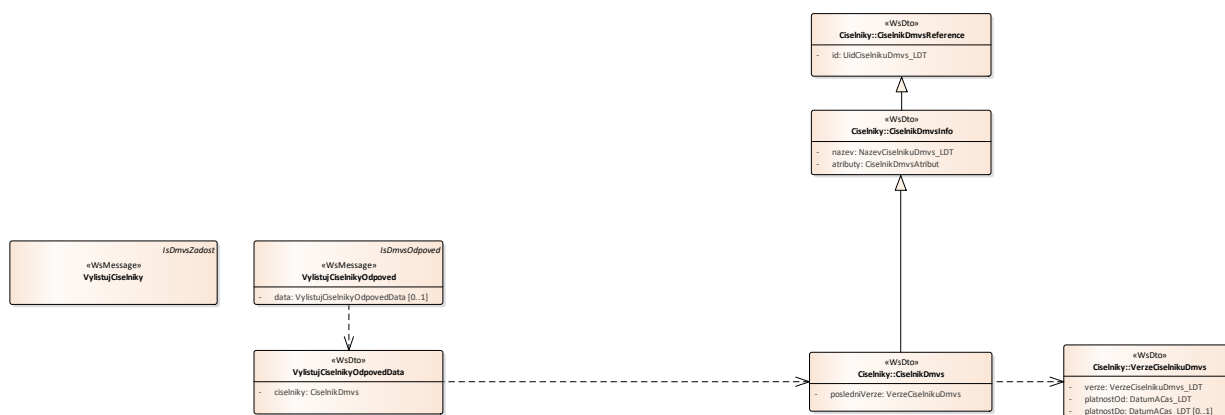 «WsDto»
Ciselniky::CiselnikDmvsReference
- id: UidCiselnikuDmvs_LDT
«WsDto»
Ciselniky::CiselnikDmvsInfo
- nazev: NazevCiselnikuDmvs_LDT
- atributy: CiselnikDmvsAtribut
IsDmvsZadost
«WsMessage»
VylistujCiselniky
IsDmvsOdpoved
«WsMessage»
VylistujCiselnikyOdpoved
- data: VylistujCiselnikyOdpovedData [0..1]
«WsDto»
VylistujCiselnikyOdpovedData
- ciselniky: CiselnikDmvs
«WsDto»
Ciselniky::CiselnikDmvs
- posledniVerze: VerzeCiselnikuDmvs
«WsDto»
Ciselniky::VerzeCiselnikuDmvs
- verze: VerzeCiselnikuDmvs_LDT
- platnostOd: DatumACas_LDT
- platnostDo: DatumACas_LDT [0..1]